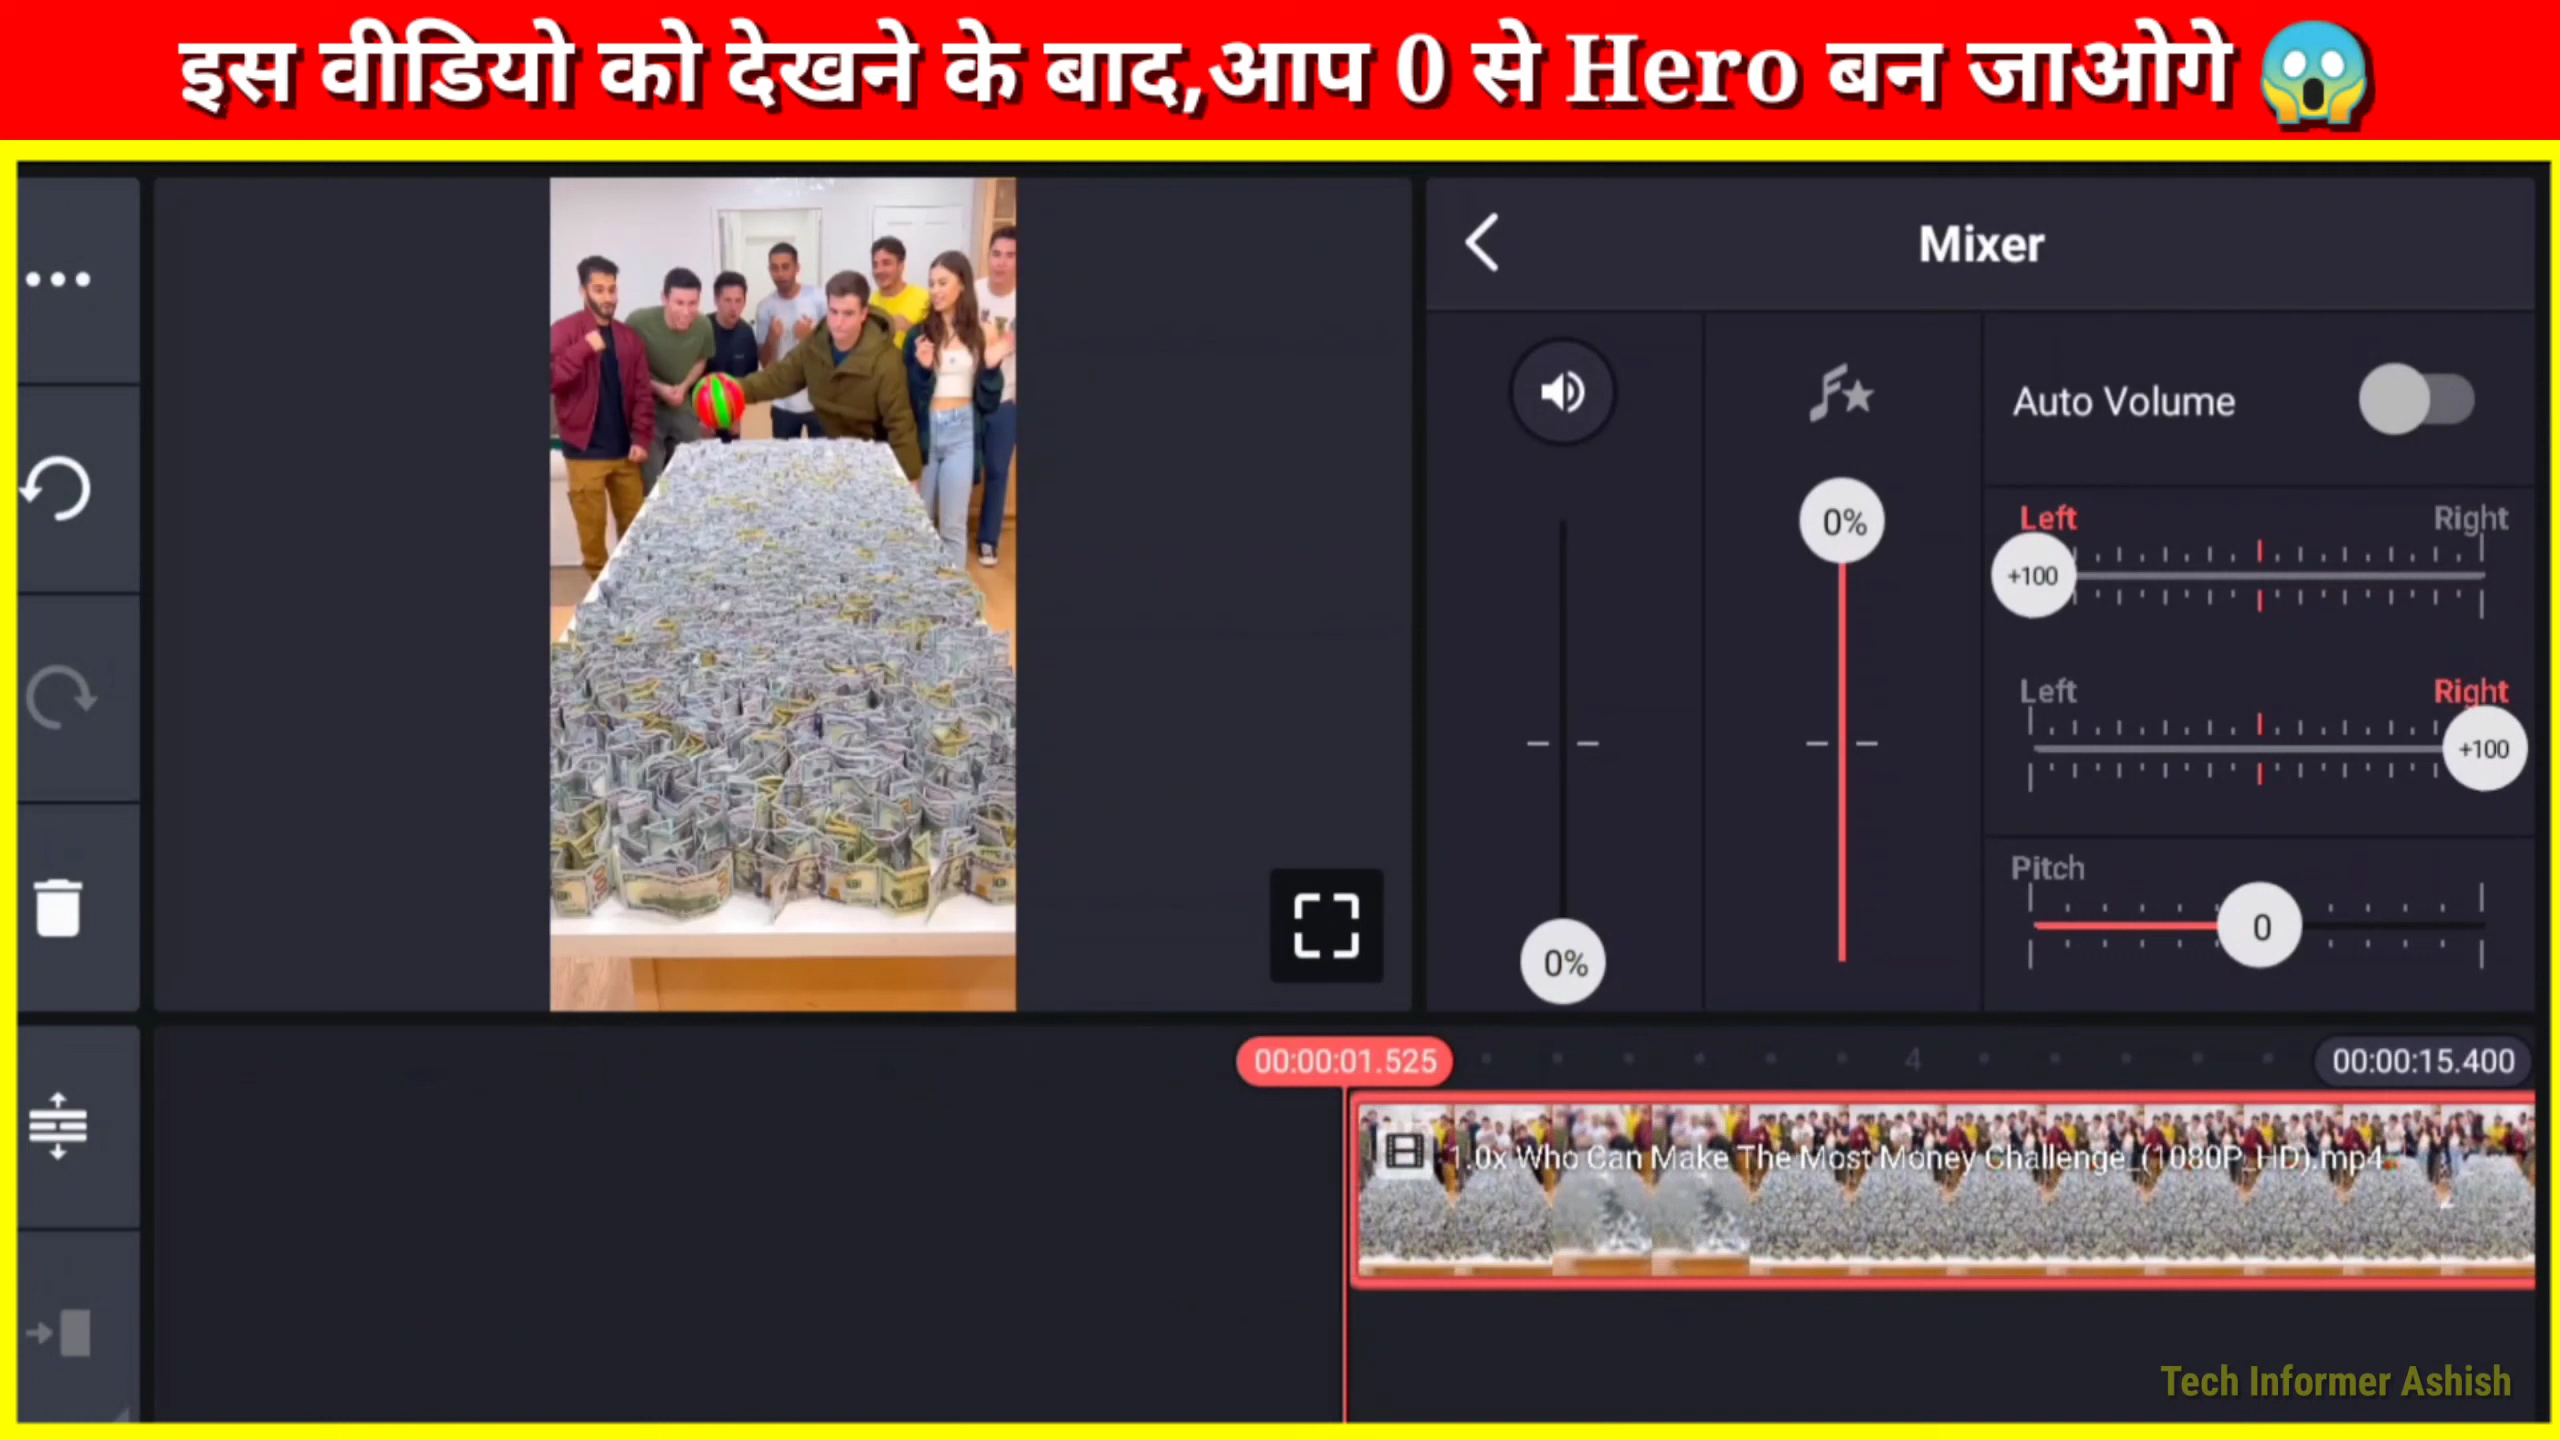 इस वीडियो को देखने के बाद,आप 0 से Hero बन जाओगे 😱
Mixer
Auto Volume
0%
Left Right
+100
Left Right
+100
Pitch
0
0%
00:00:01.525
4
00:00:15.400
1.0x Who Can Make The Most Money Challenge_(1080P_HD).mp4
Tech Informer Ashish